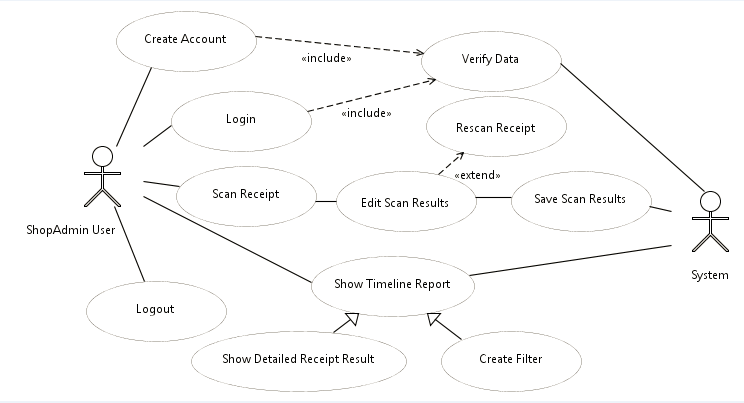 Create Account
«include»
Verify Data
Login
«include»
Rescan Receipt
«extend»
Scan Receipt
Edit Scan Results
Save Scan Results
ShopAdmin User
System
Show Timeline Report
Logout
Show Detailed Receipt Result
Create Filter